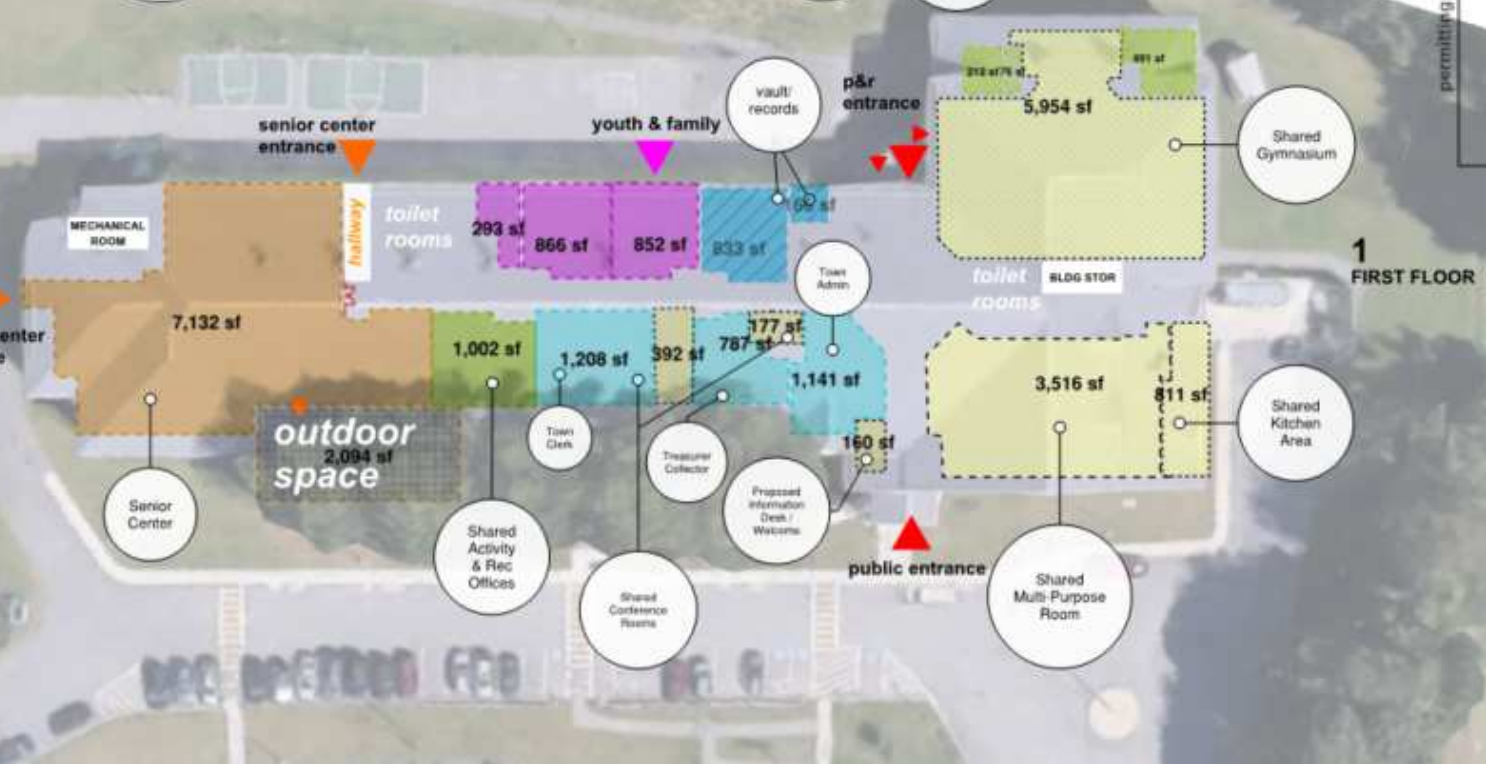 permitting
p&r
entrance
vault/
records
5,954 sf
senior center
entrance
youth & family
Shared
Gymnasium
MECHANICAL
ROOM
hallway
toilet
rooms
293 sf
866 sf
852 sf
833 sf
Town
Admin
toilet
rooms
BLDG STOR
1
FIRST FLOOR
enter
7,132 sf
1,002 sf
1,208 sf
392 sf
177 sf
787 sf
1,141 sf
3,516 sf
811 sf
160 sf
outdoor
space
2,094 sf
Town
Clerk
Treasurer
Collector
Shared
Kitchen
Area
Senior
Center
Proposed
Information
Desk /
Welcome
Shared
Activity
& Rec
Offices
public entrance
Shared
Conference
Rooms
Shared
Multi-Purpose
Room